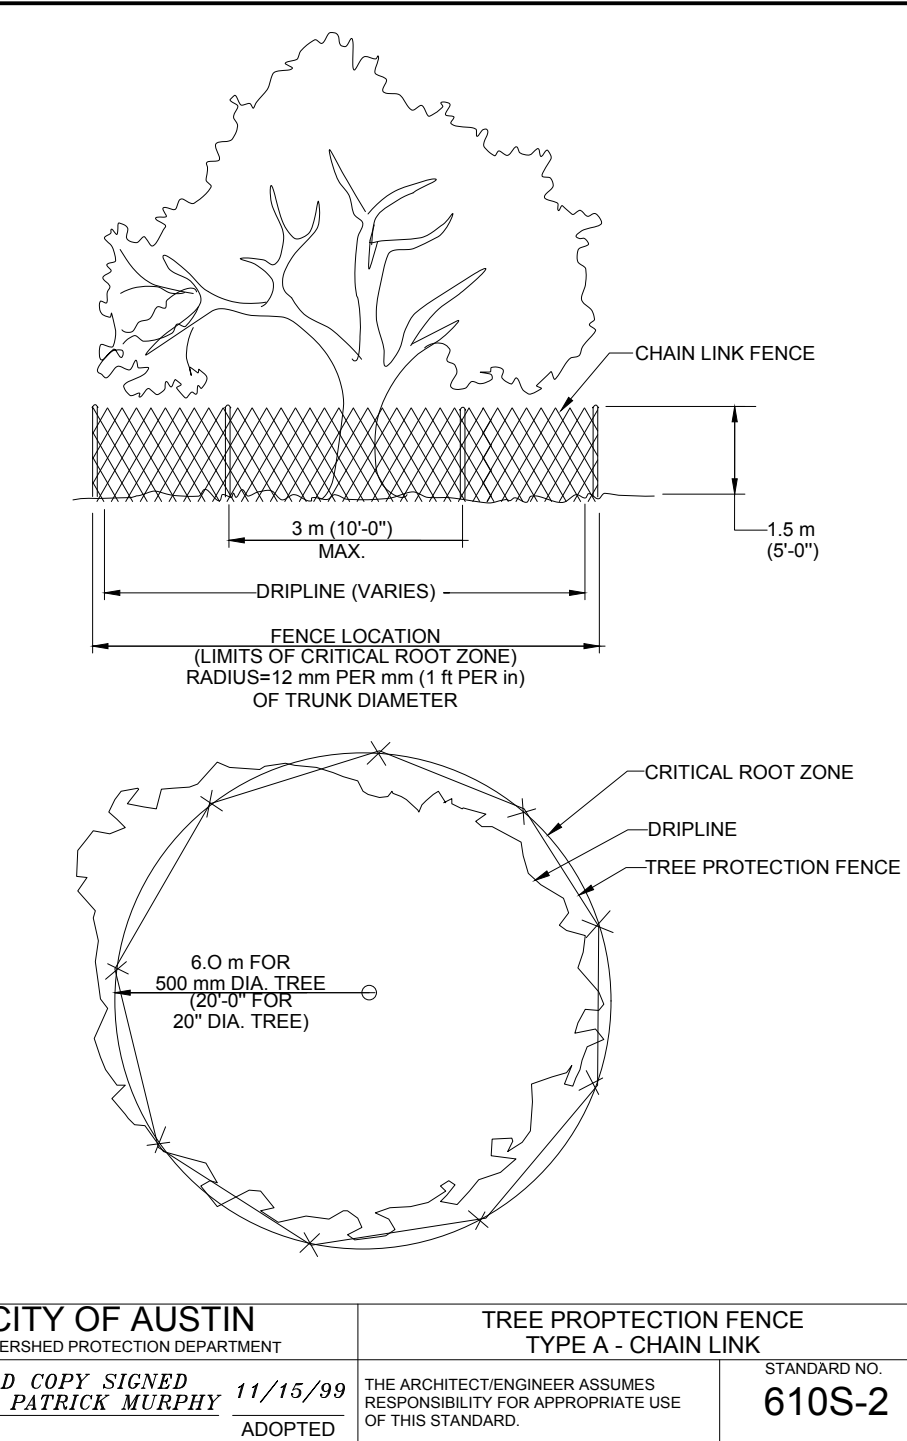 CHAIN LINK FENCE
3 m (10'-0")
MAX.
1.5 m
(5'-0")
DRIPLINE (VARIES)
FENCE LOCATION
(LIMITS OF CRITICAL ROOT ZONE)
RADIUS=12 mm PER mm (1 ft PER in)
OF TRUNK DIAMETER
CRITICAL ROOT ZONE
DRIPLINE
TREE PROTECTION FENCE
6.O m FOR
500 mm DIA. TREE
(20'-0" FOR
20" DIA. TREE)
CITY OF AUSTIN
ERSHED PROTECTION DEPARTMENT
D COPY SIGNED
PATRICK MURPHY
11/15/99
ADOPTED
TREE PROPTECTION FENCE
TYPE A - CHAIN LINK
THE ARCHITECT/ENGINEER ASSUMES
RESPONSIBILITY FOR APPROPRIATE USE
OF THIS STANDARD.
STANDARD NO.
610S-2